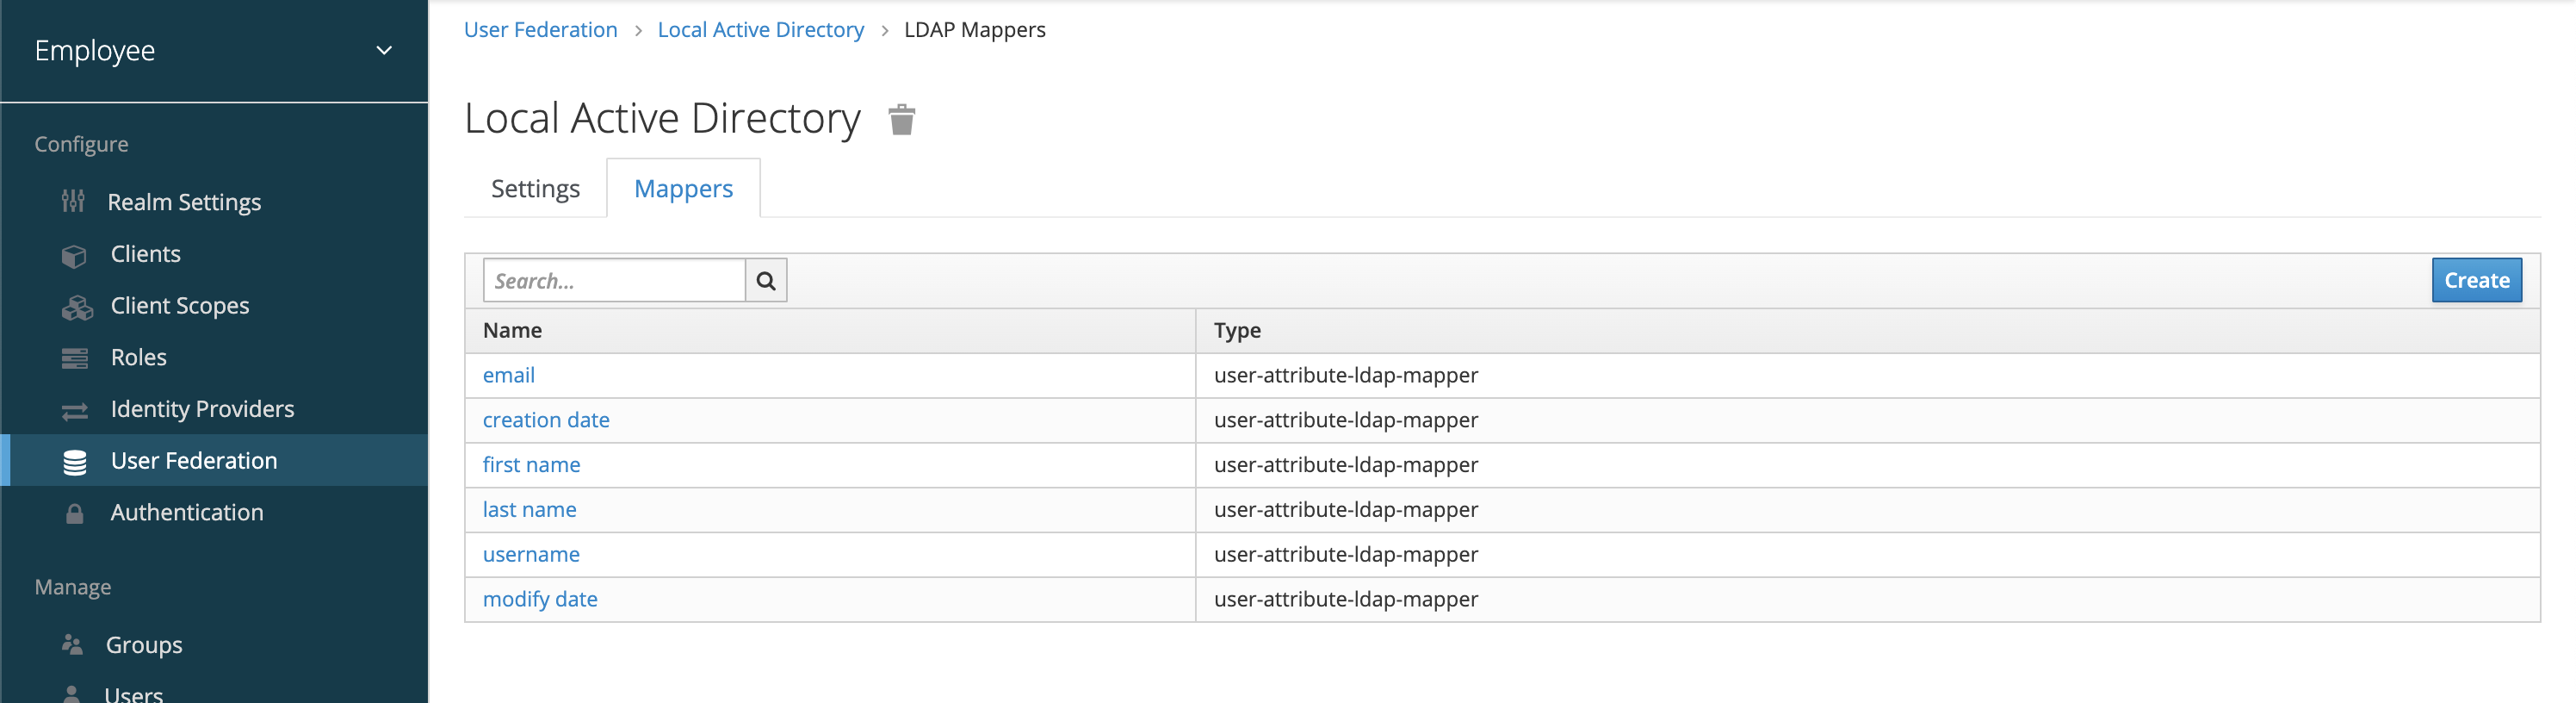 Employee
Configure
Realm Settings
Clients
Client Scopes
Roles
Identity Providers
User Federation
Authentication
Manage
Groups
Users
User Federation > Local Active Directory > LDAP Mappers
Local Active Directory
Settings Mappers
Search... Create
Name Type
email user-attribute-ldap-mapper
creation date user-attribute-ldap-mapper
first name user-attribute-ldap-mapper
last name user-attribute-ldap-mapper
username user-attribute-ldap-mapper
modify date user-attribute-ldap-mapper